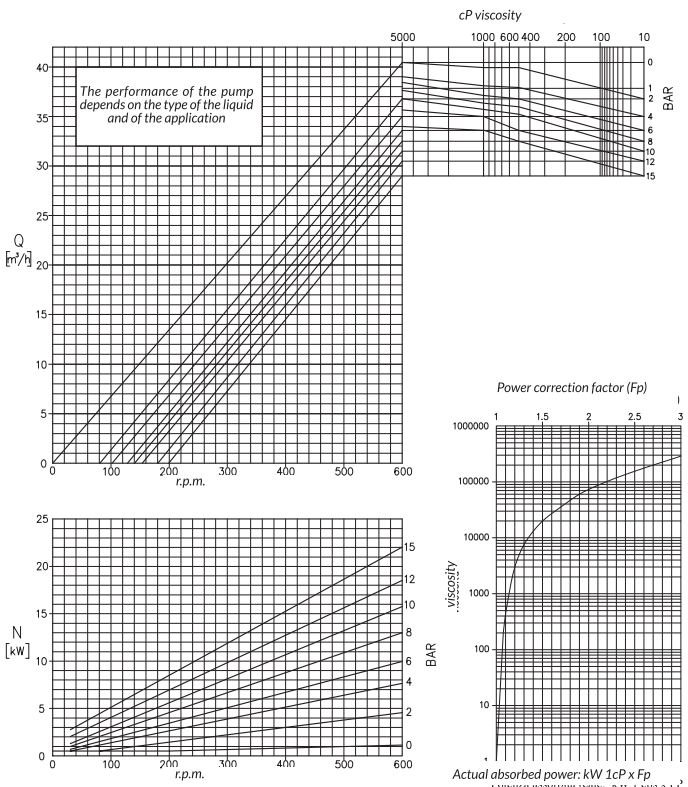 cP viscosity
5000 1000 600 400 200 100 10
40
35
30
25
20
15
10
5
0
The performance of the pump
depends on the type of the liquid
and of the application
0
1
2
4
6
8
10
12
15
BAR
Q
[m³/h]
0 100 200 300 400 500 600
r.p.m.
Power correction factor (Fp)
1 1.5 2 2.5 3
1000000
100000
10000
1000
100
10
1
viscosity
25
20
15
10
5
0
N
[kW]
15
12
10
8
6
4
2
0
BAR
0 100 200 300 400 500 600
r.p.m.
Actual absorbed power: kW 1cP x Fp